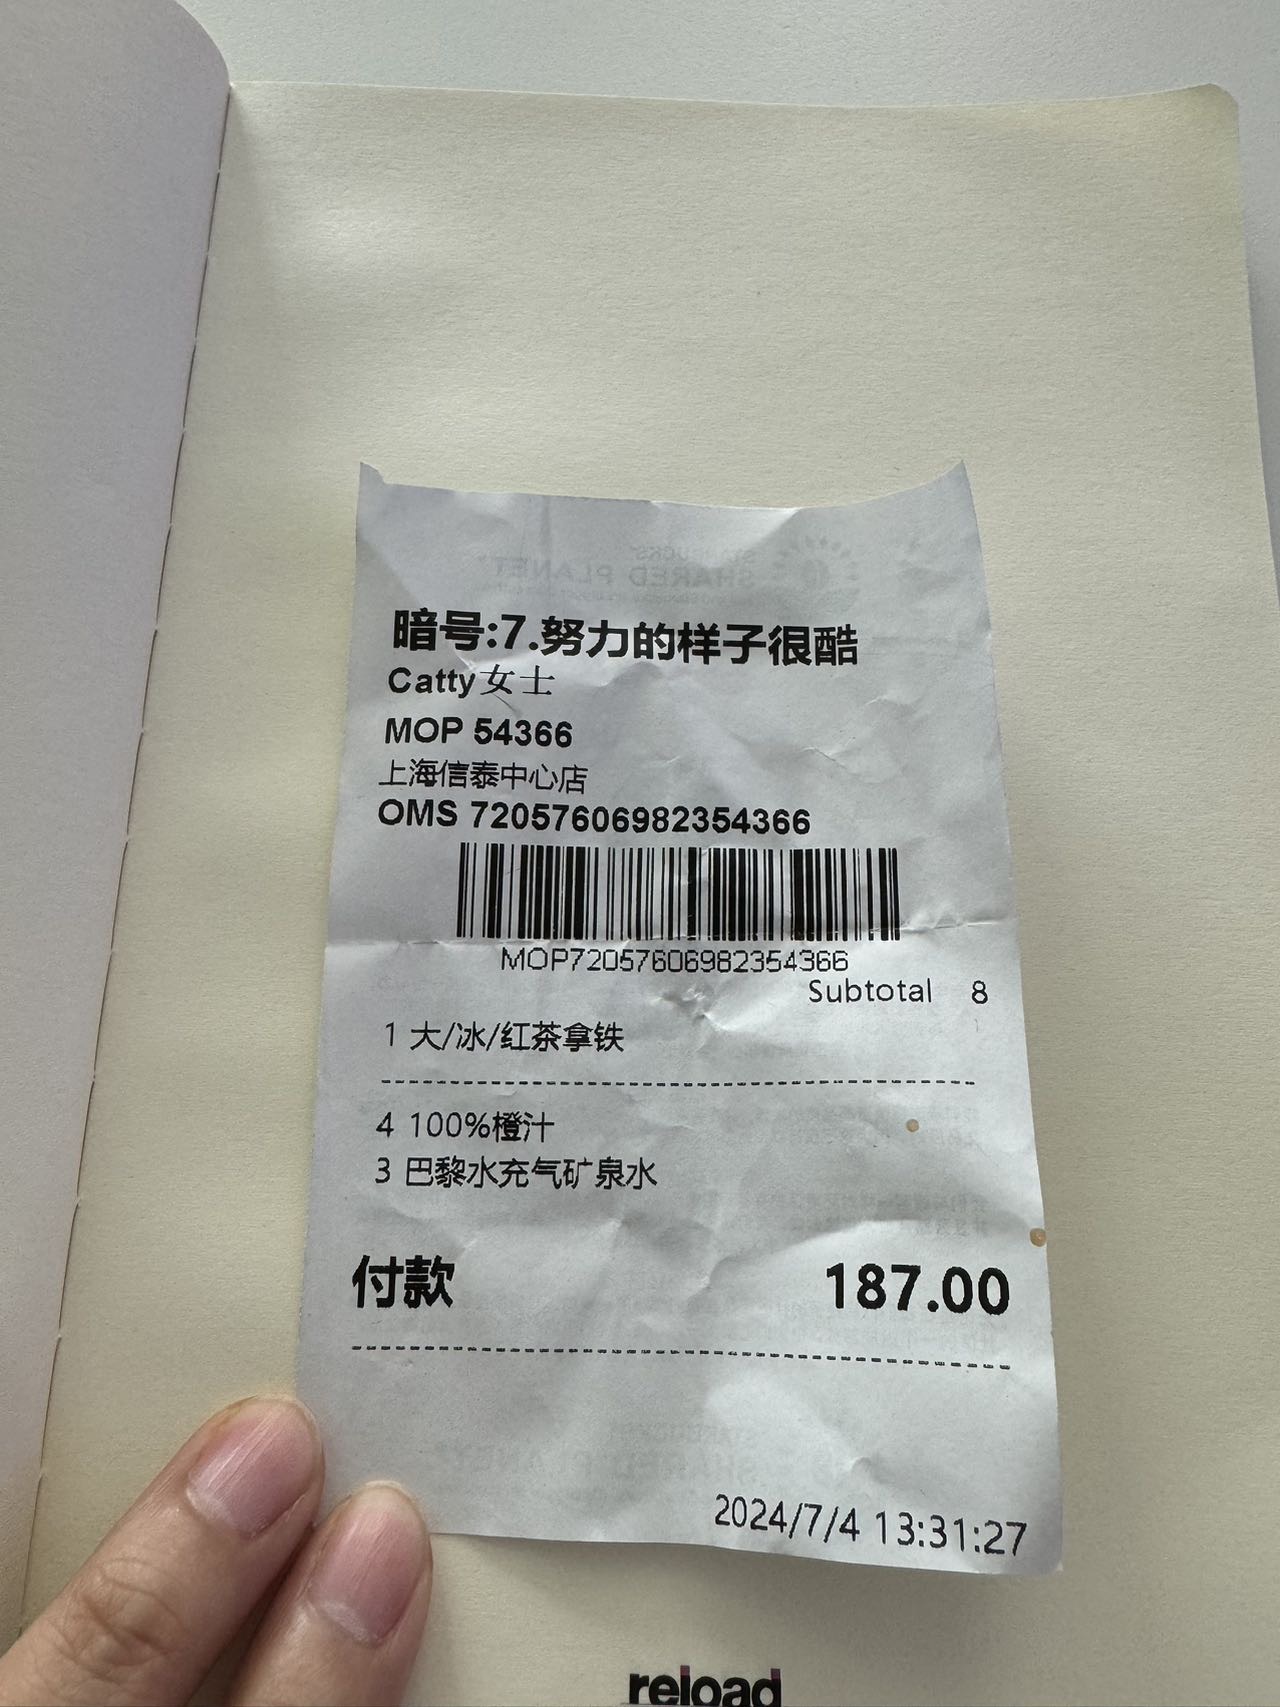 暗号:7.努力的样子很酷
Catty女士
MOP 54366
上海信泰中心店
OMS 72057606982354366
MOP72057606982354366
Subtotal 8
1 大/冰/红茶拿铁
4 100%橙汁
3 巴黎水充气矿泉水
付款 187.00
2024/7/4 13:31:27
reload